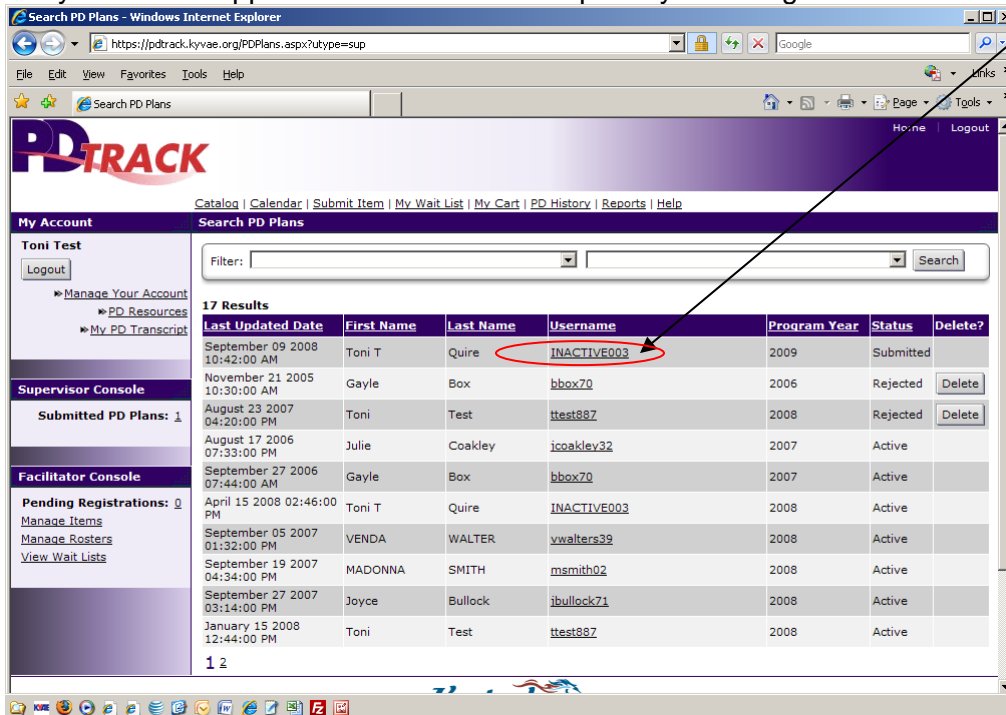 Search PD Plans - Windows Internet Explorer
https://pdtrack.kyvae.org/PDPlans.aspx?utype=sup
Google
File Edit View Favorites Tools Help
Links
Search PD Plans
Page Tools
Home | Logout
PDTRACK
Catalog | Calendar | Submit Item | My Wait List | My Cart | PD History | Reports | Help
My Account
Toni Test
Logout
Manage Your Account
PD Resources
My PD Transcript
Supervisor Console
Submitted PD Plans: 1
Facilitator Console
Pending Registrations: 0
Manage Items
Manage Rosters
View Wait Lists
Search PD Plans
Filter: Search
17 Results
Last Updated Date First Name Last Name Username Program Year Status Delete?
September 09 2008 10:42:00 AM Toni T Quire INACTIVE003 2009 Submitted
November 21 2005 10:30:00 AM Gayle Box bbox70 2006 Rejected Delete
August 23 2007 04:20:00 PM Toni Test ttest887 2008 Rejected Delete
August 17 2006 07:33:00 PM Julie Coakley jcoakley32 2007 Active
September 27 2006 07:44:00 AM Gayle Box bbox70 2007 Active
April 15 2008 02:46:00 PM Toni T Quire INACTIVE003 2008 Active
September 05 2007 01:32:00 PM VENDA WALTER vwalters39 2008 Active
September 19 2007 04:34:00 PM MADONNA SMITH msmith02 2008 Active
September 27 2007 03:14:00 PM Joyce Bullock jbullock71 2008 Active
January 15 2008 12:44:00 PM Toni Test ttest887 2008 Active
1 2